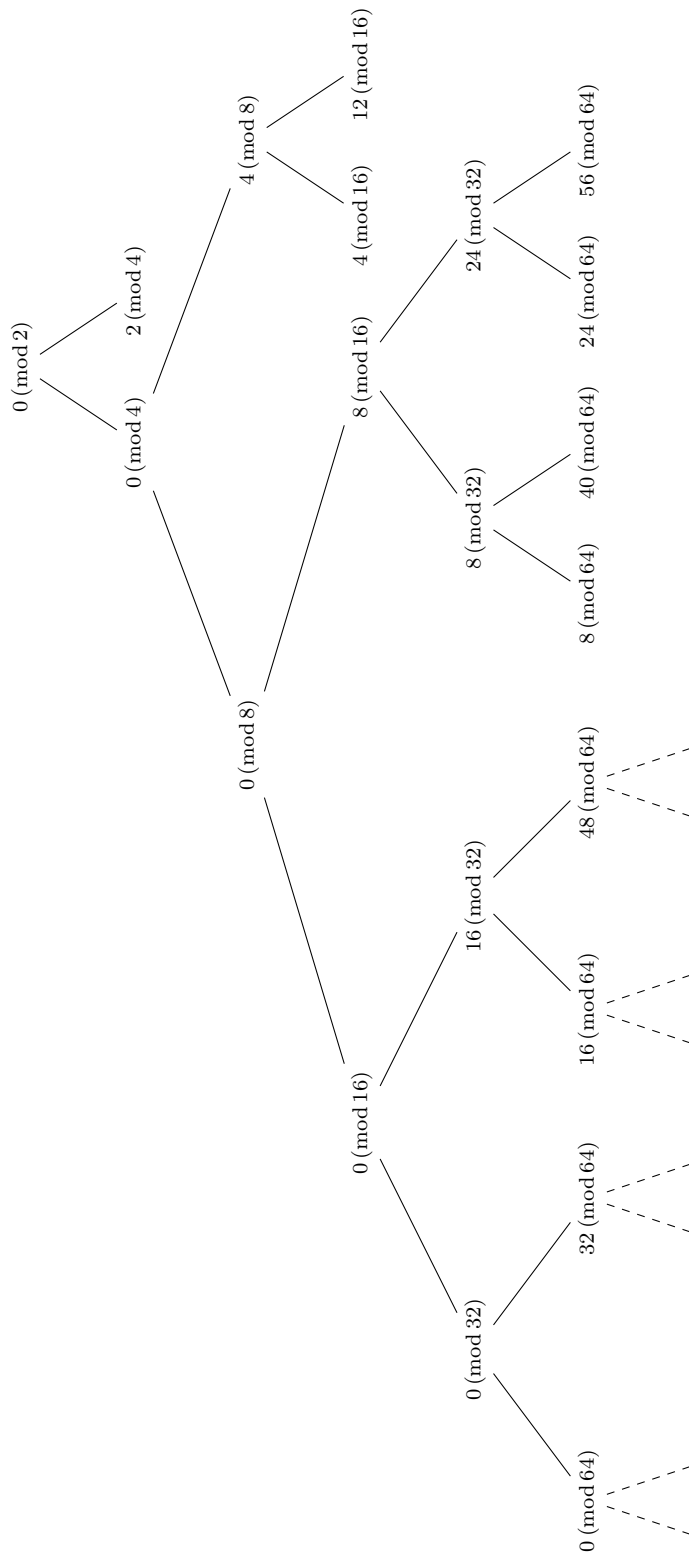 0 (mod 2)
0 (mod 4)
2 (mod 4)
0 (mod 8)
4 (mod 8)
0 (mod 16)
8 (mod 16)
4 (mod 16)
12 (mod 16)
0 (mod 32)
16 (mod 32)
8 (mod 32)
24 (mod 32)
0 (mod 64)
32 (mod 64)
16 (mod 64)
48 (mod 64)
8 (mod 64)
40 (mod 64)
24 (mod 64)
56 (mod 64)